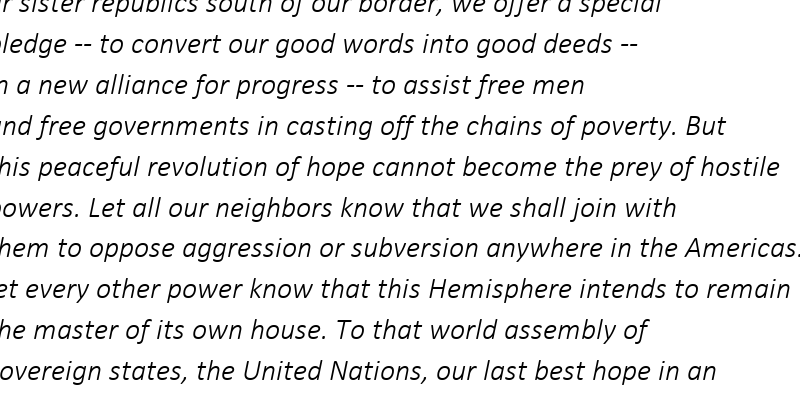 r sister republics south of our border, we offer a special
pledge -- to convert our good words into good deeds --
n a new alliance for progress -- to assist free men
and free governments in casting off the chains of poverty. But
this peaceful revolution of hope cannot become the prey of hostile
powers. Let all our neighbors know that we shall join with
them to oppose aggression or subversion anywhere in the Americas.
et every other power know that this Hemisphere intends to remain
the master of its own house. To that world assembly of
sovereign states, the United Nations, our last best hope in an